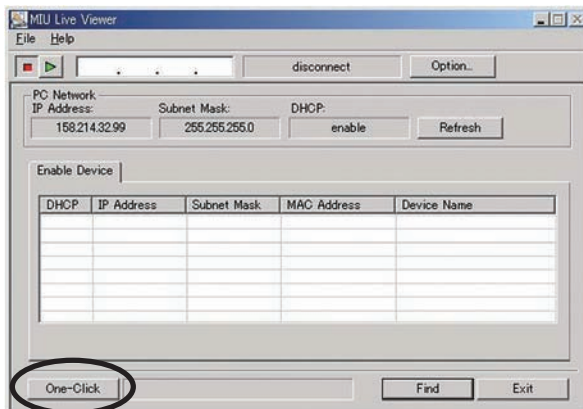 MIU Live Viewer
File Help
. . . disconnect Option...
PC Network
IP Address: Subnet Mask: DHCP:
158.214.32.99 255.255.255.0 enable Refresh
Enable Device
DHCP IP Address Subnet Mask MAC Address Device Name
One-Click Find Exit